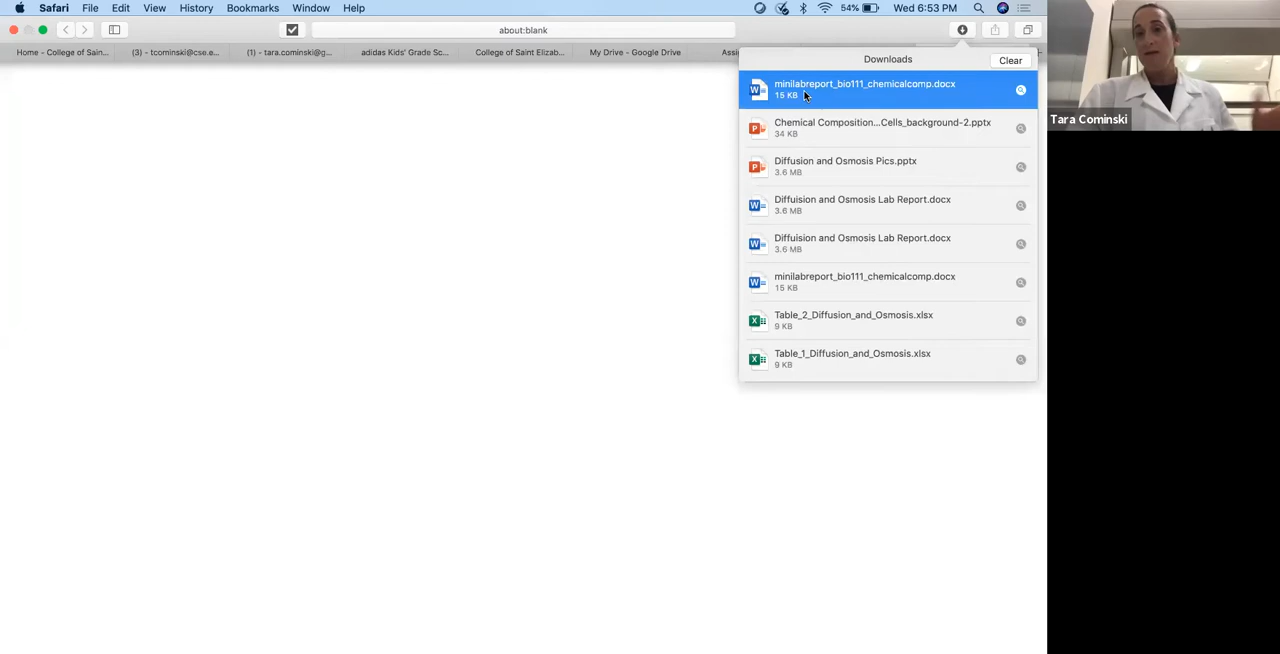 Safari File Edit View History Bookmarks Window Help 54% Wed 6:53 PM
about:blank
Home - College of Sain... (3) - tcominski@cse.e... (1) - tara.cominski@g... adidas Kids' Grade Sc... College of Saint Elizab... My Drive - Google Drive
Downloads Clear
minilabreport_bio111_chemicalcomp.docx
15 KB
Chemical Composition...Cells_background-2.pptx
34 KB
Diffusion and Osmosis Pics.pptx
3.6 MB
Diffuision and Osmosis Lab Report.docx
3.6 MB
Diffuision and Osmosis Lab Report.docx
3.6 MB
minilabreport_bio111_chemicalcomp.docx
15 KB
Table_2_Diffusion_and_Osmosis.xlsx
9 KB
Table_1_Diffusion_and_Osmosis.xlsx
9 KB
Tara Cominski